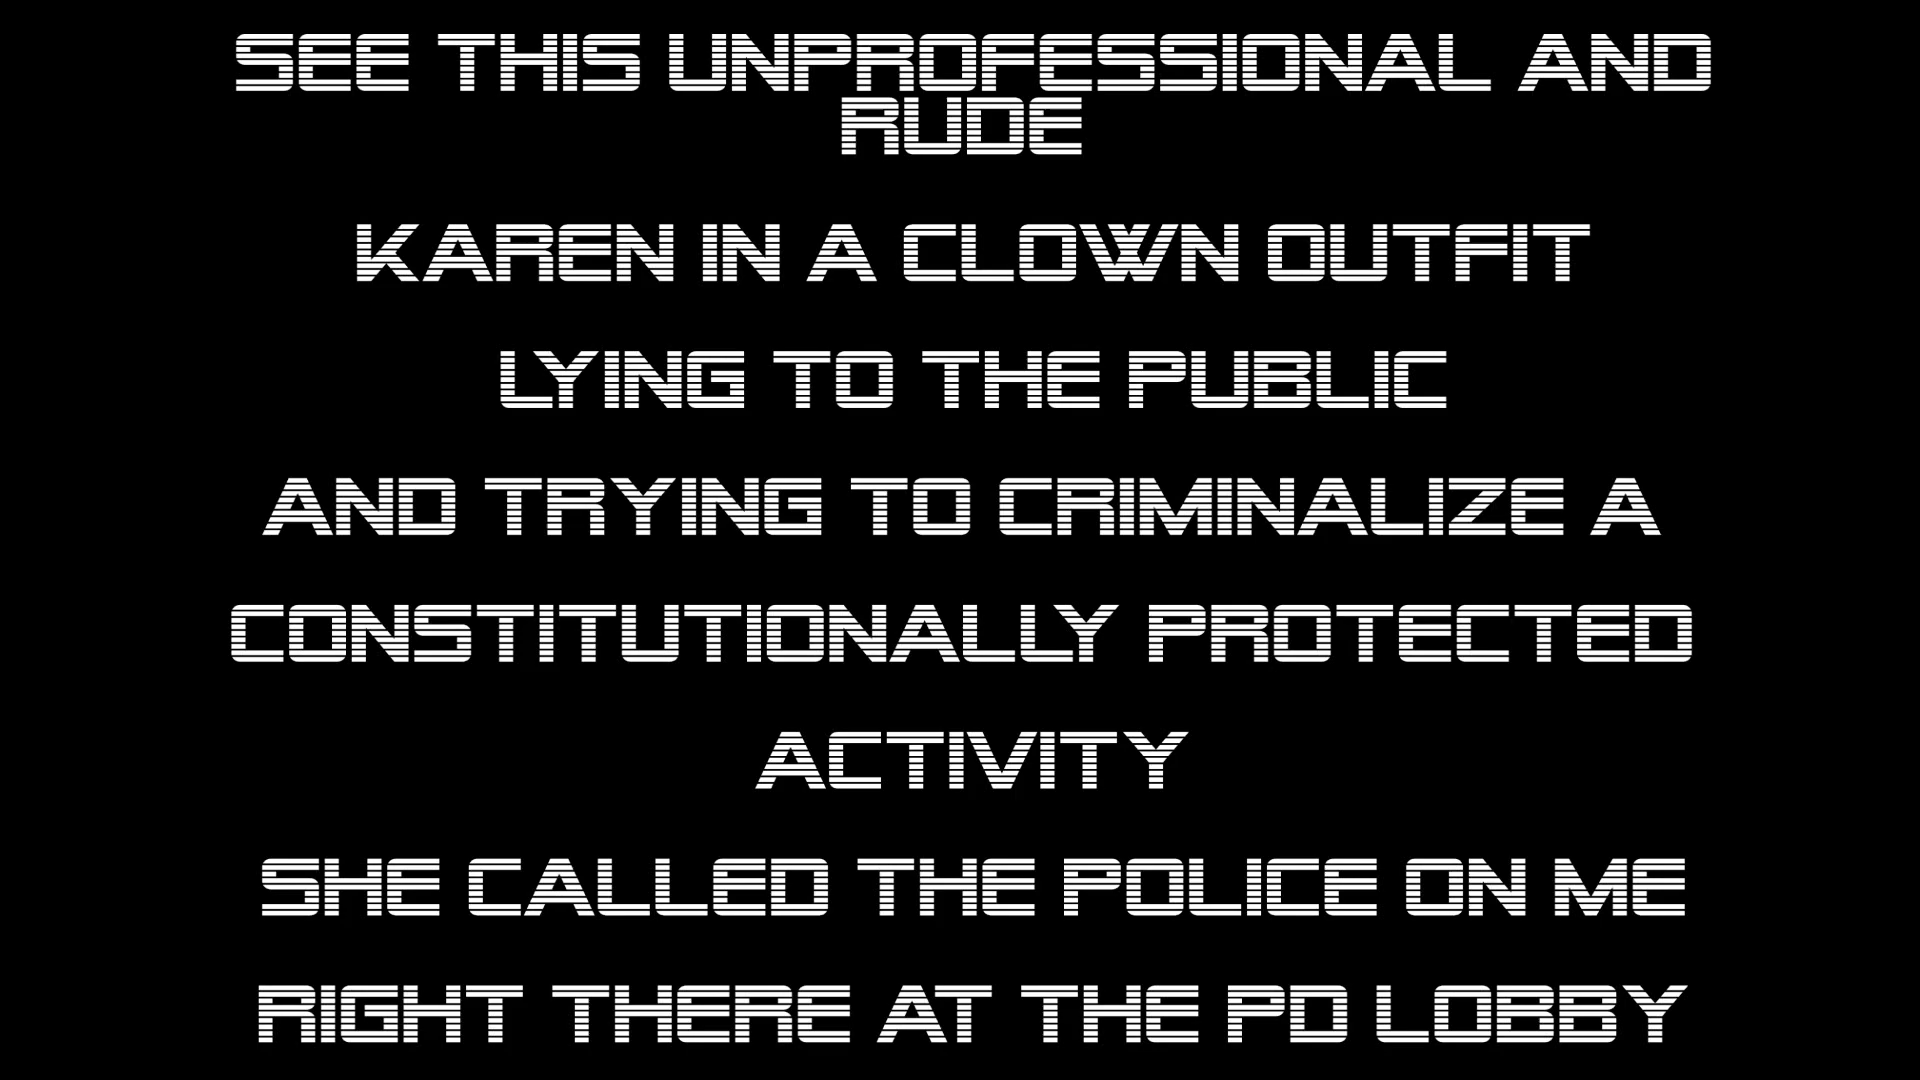 SEE THIS UNPROFESSIONAL AND
RUDE
KAREN IN A CLOWN OUTFIT
LYING TO THE PUBLIC
AND TRYING TO CRIMINALIZE A
CONSTITUTIONALLY PROTECTED
ACTIVITY
SHE CALLED THE POLICE ON ME
RIGHT THERE AT THE PD LOBBY